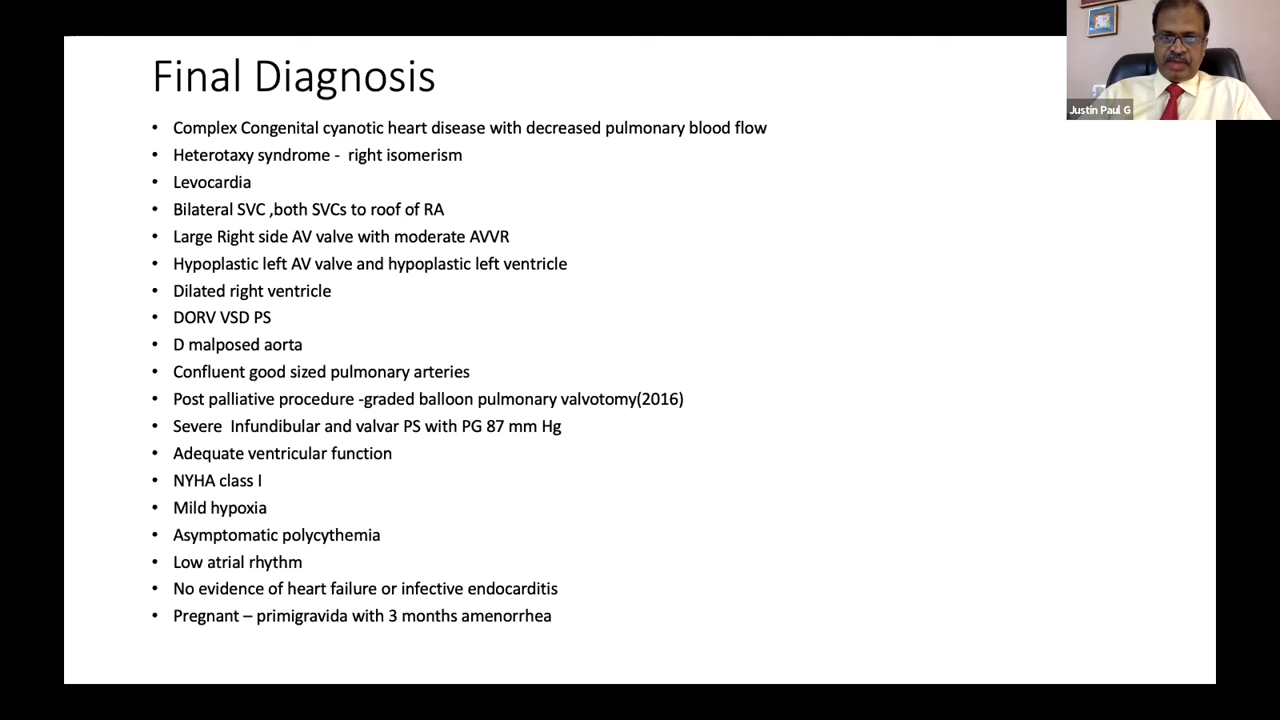 Final Diagnosis
• Complex Congenital cyanotic heart disease with decreased pulmonary blood flow
• Heterotaxy syndrome - right isomerism
• Levocardia
• Bilateral SVC ,both SVCs to roof of RA
• Large Right side AV valve with moderate AVVR
• Hypoplastic left AV valve and hypoplastic left ventricle
• Dilated right ventricle
• DORV VSD PS
• D malposed aorta
• Confluent good sized pulmonary arteries
• Post palliative procedure -graded balloon pulmonary valvotomy(2016)
• Severe Infundibular and valvar PS with PG 87 mm Hg
• Adequate ventricular function
• NYHA class I
• Mild hypoxia
• Asymptomatic polycythemia
• Low atrial rhythm
• No evidence of heart failure or infective endocarditis
• Pregnant – primigravida with 3 months amenorrhea
Justin Paul G